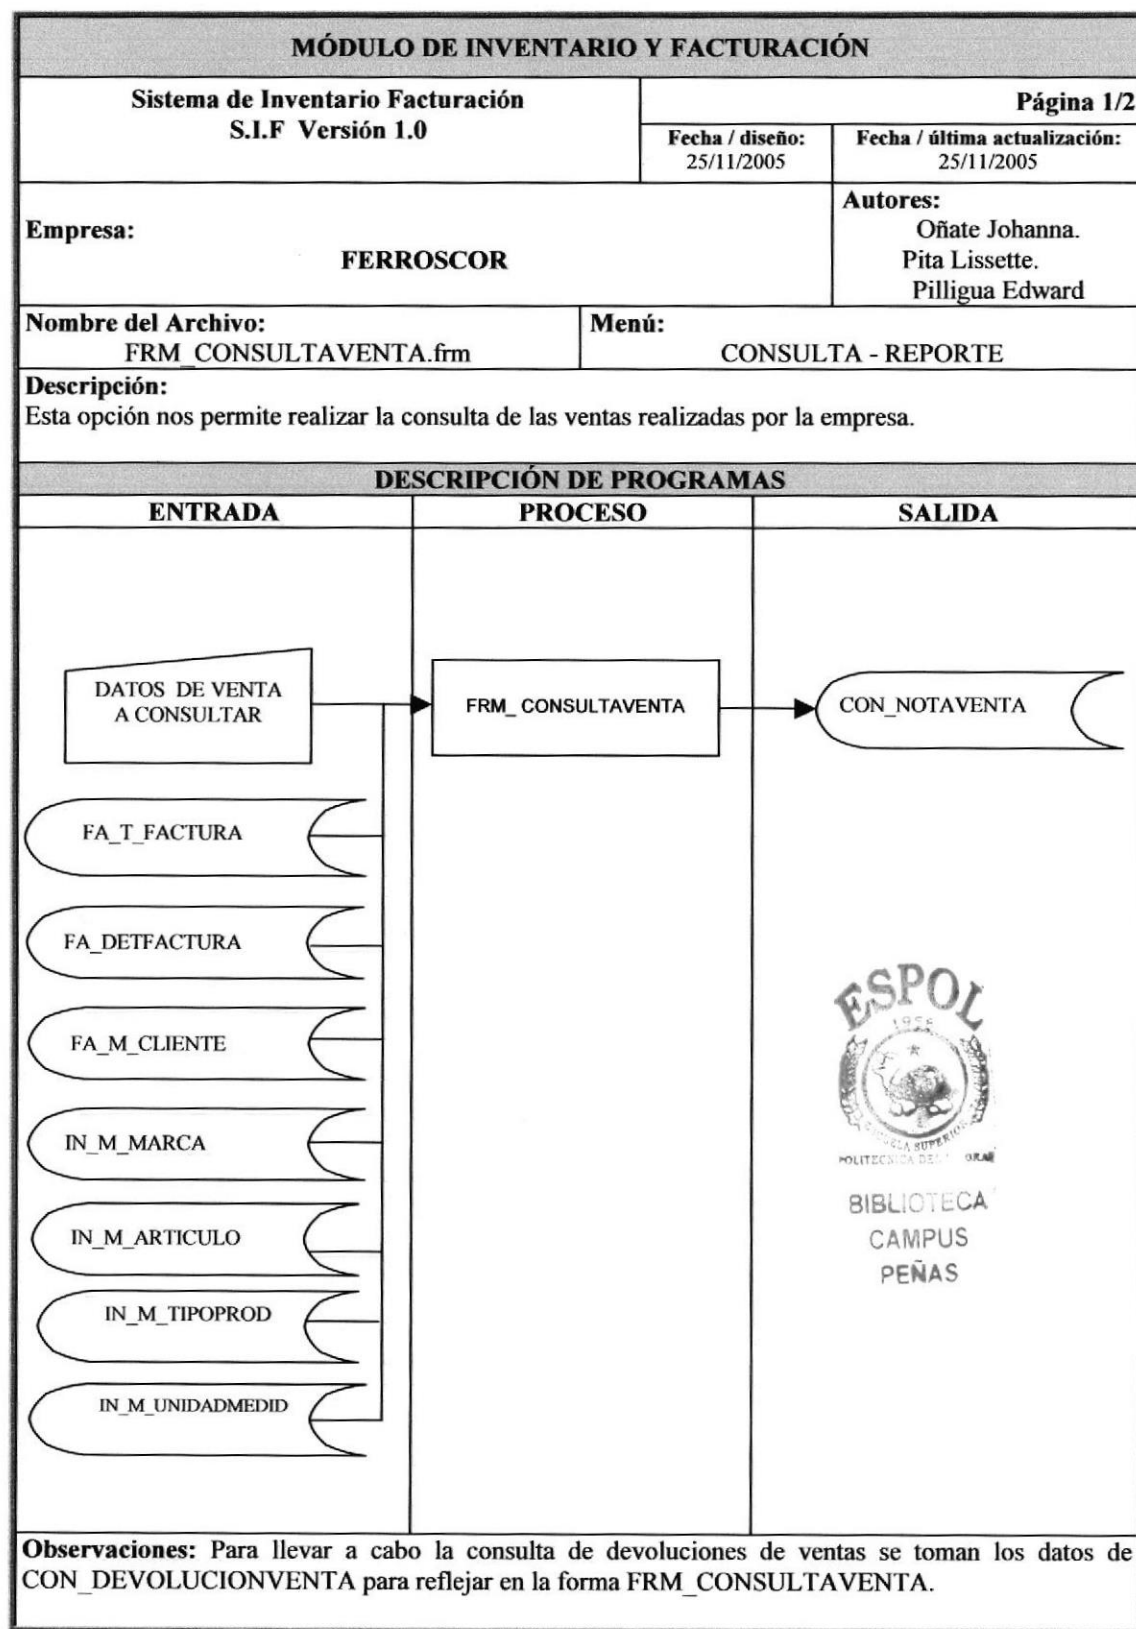 MÓDULO DE INVENTARIO Y FACTURACIÓN
Sistema de Inventario Facturación
S.I.F Versión 1.0
Página 1/2
Fecha / diseño:
25/11/2005
Fecha / última actualización:
25/11/2005
Empresa:
FERROSCOR
Autores:
Oñate Johanna.
Pita Lissette.
Pilligua Edward
Nombre del Archivo:
FRM_CONSULTAVENTA.frm
Menú:
CONSULTA - REPORTE
Descripción:
Esta opción nos permite realizar la consulta de las ventas realizadas por la empresa.
DESCRIPCIÓN DE PROGRAMAS
ENTRADA
PROCESO
SALIDA
DATOS DE VENTA
A CONSULTAR
FRM_ CONSULTAVENTA
CON_NOTAVENTA
FA_T_FACTURA
FA_DETFACTURA
FA_M_CLIENTE
IN_M_MARCA
IN_M_ARTICULO
IN_M_TIPOPROD
IN_M_UNIDADMEDID
ESPOL
SUPERIOR
BIBLIOTECA
CAMPUS
PEÑAS
Observaciones: Para llevar a cabo la consulta de devoluciones de ventas se toman los datos de
CON_DEVOLUCIONVENTA para reflejar en la forma FRM_CONSULTAVENTA.